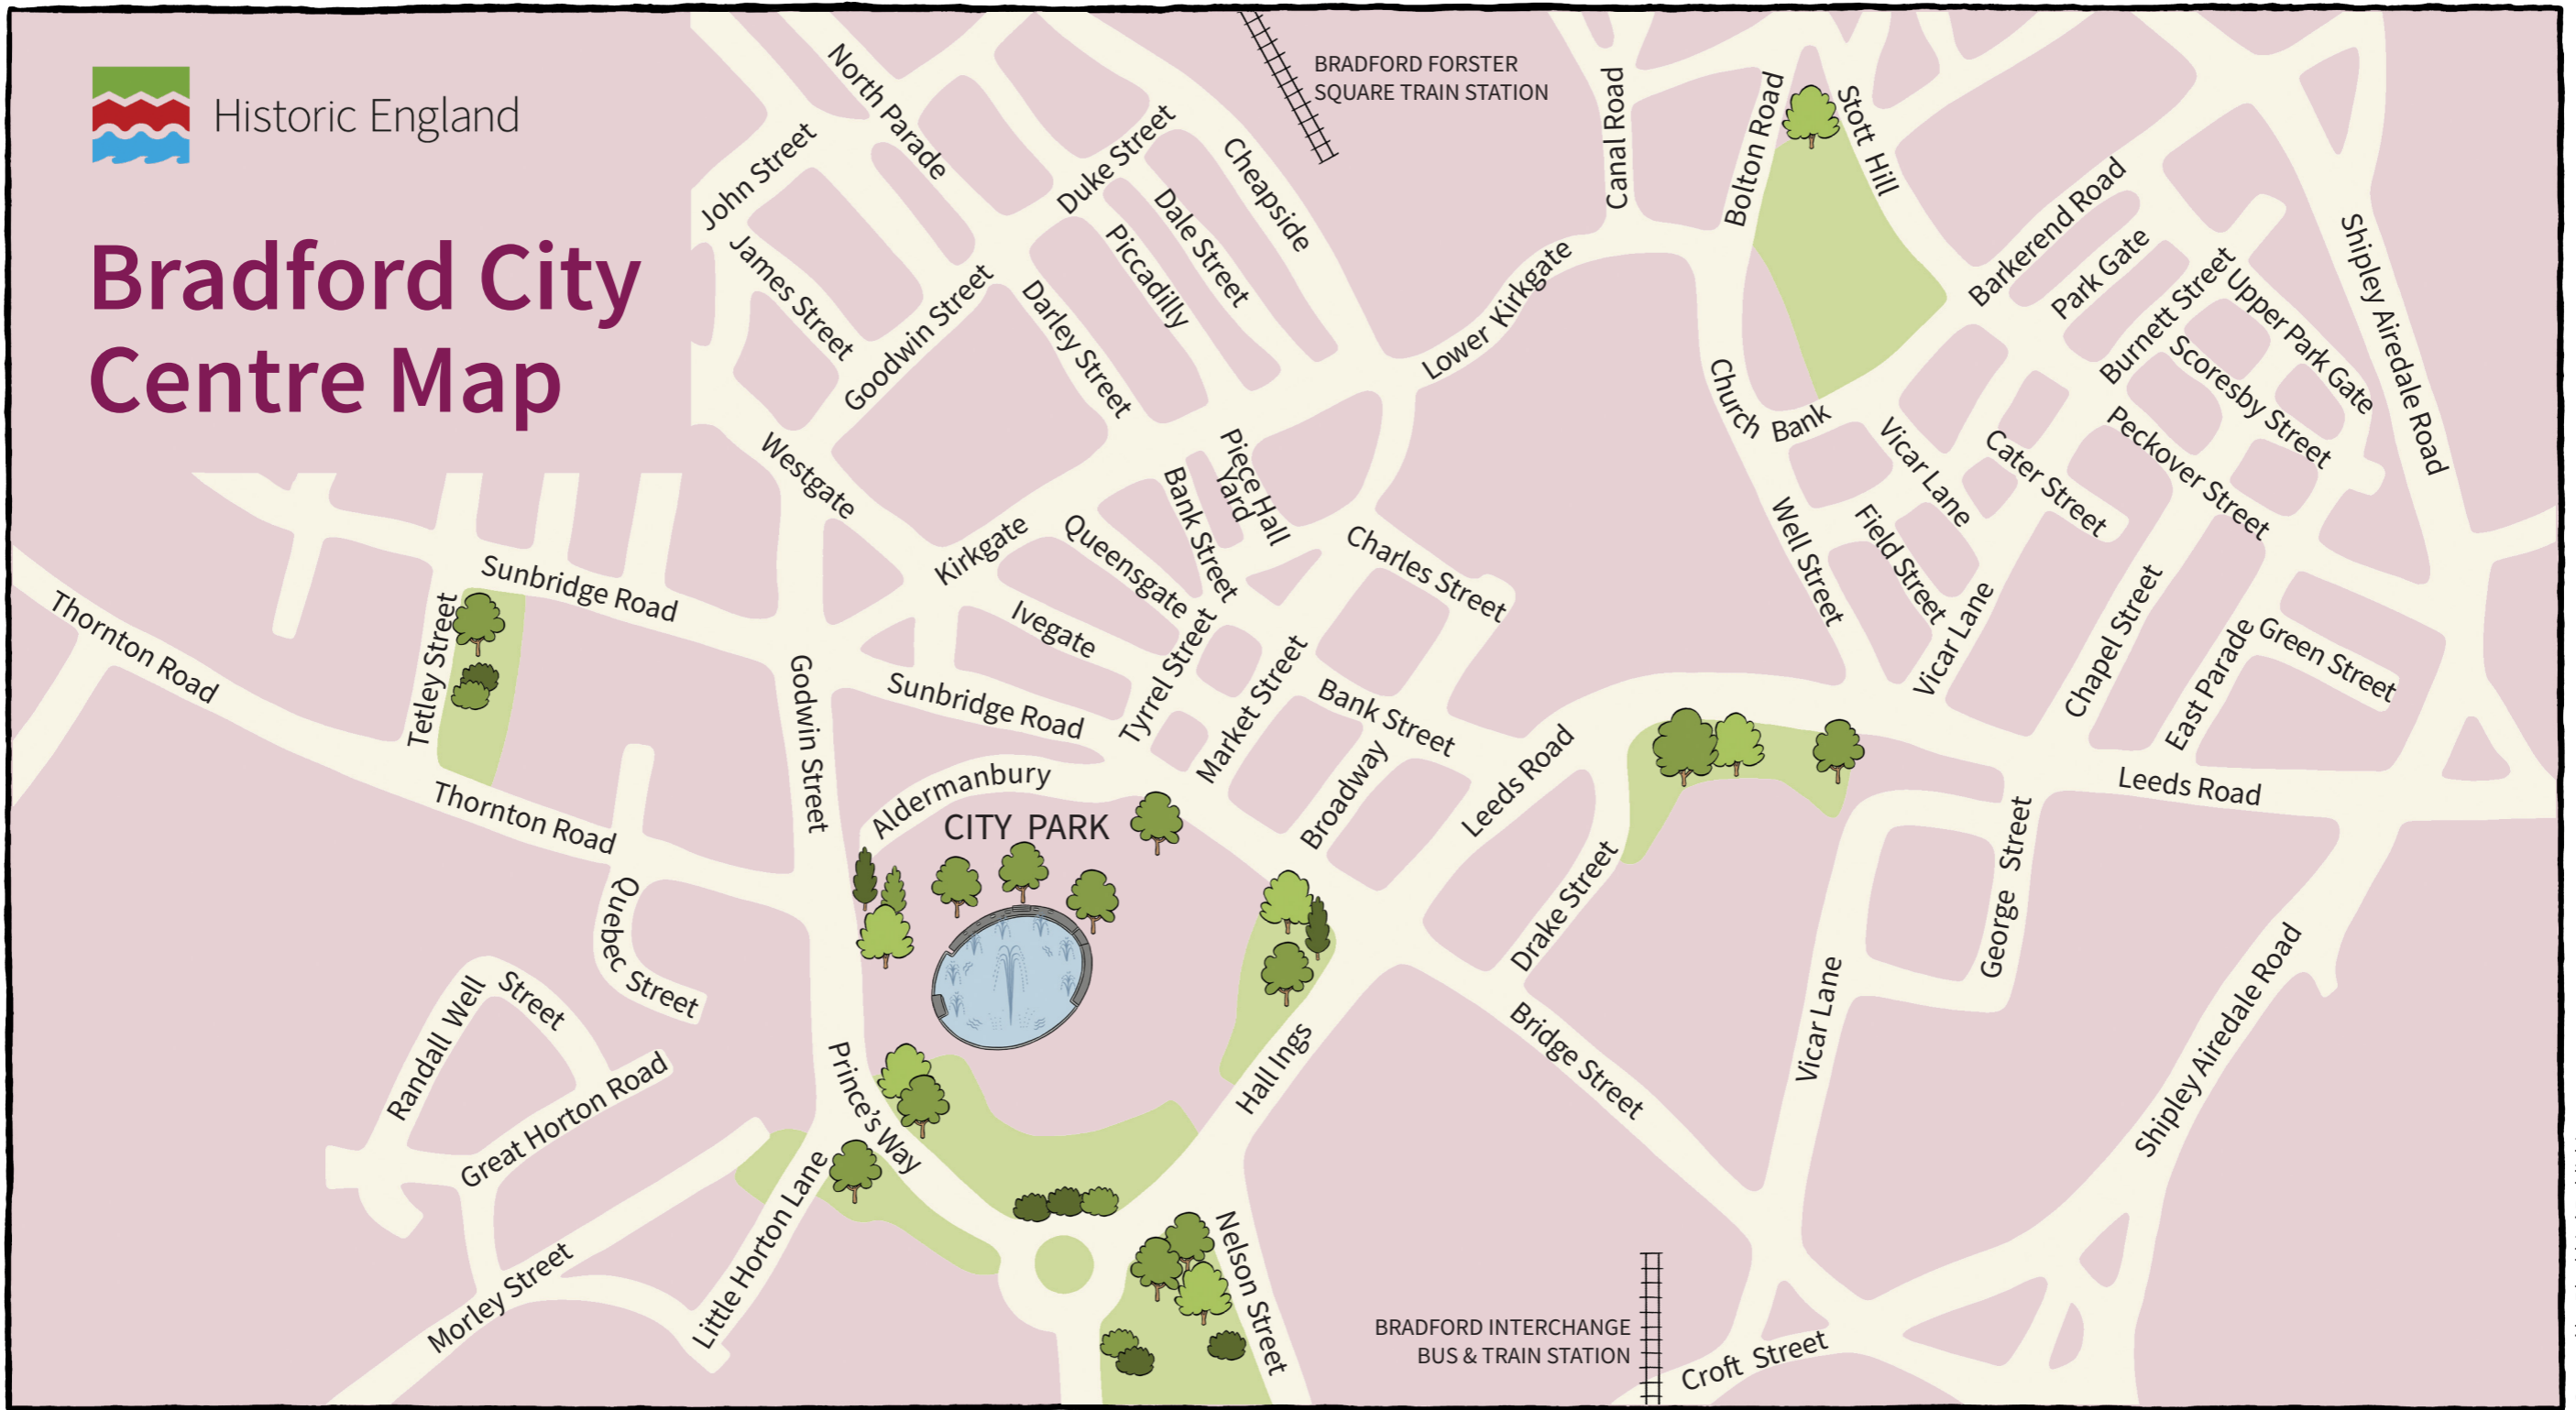 Historic England
Bradford City
Centre Map
BRADFORD FORSTER
SQUARE TRAIN STATION
North Parade
John Street
James Street
Duke Street
Cheapside
Dale Street
Piccadilly
Darley Street
Goodwin Street
Canal Road
Bolton Road
Stott Hill
Lower Kirkgate
Barkerend Road
Park Gate
Burnett Street
Upper Park Gate
Scoresby Street
Shipley Airedale Road
Church Bank
Vicar Lane
Cater Street
Peckover Street
Westgate
Kirkgate
Queensgate
Bank Street
Piece Hall
Yard
Charles Street
Well Street
Field Street
Vicar Lane
Chapel Street
East Parade
Green Street
Sunbridge Road
Thornton Road
Tetley Street
Ivegate
Tyrrel Street
Market Street
Sunbridge Road
Godwin Street
Bank Street
Broadway
Leeds Road
Leeds Road
Aldermanbury
CITY PARK
Thornton Road
Quebec Street
Drake Street
George Street
Vicar Lane
Shipley Airedale Road
Randall Well Street
Great Horton Road
Prince's Way
Hall Ings
Bridge Street
Morley Street
Little Horton Lane
Nelson Street
BRADFORD INTERCHANGE
BUS & TRAIN STATION
Croft Street